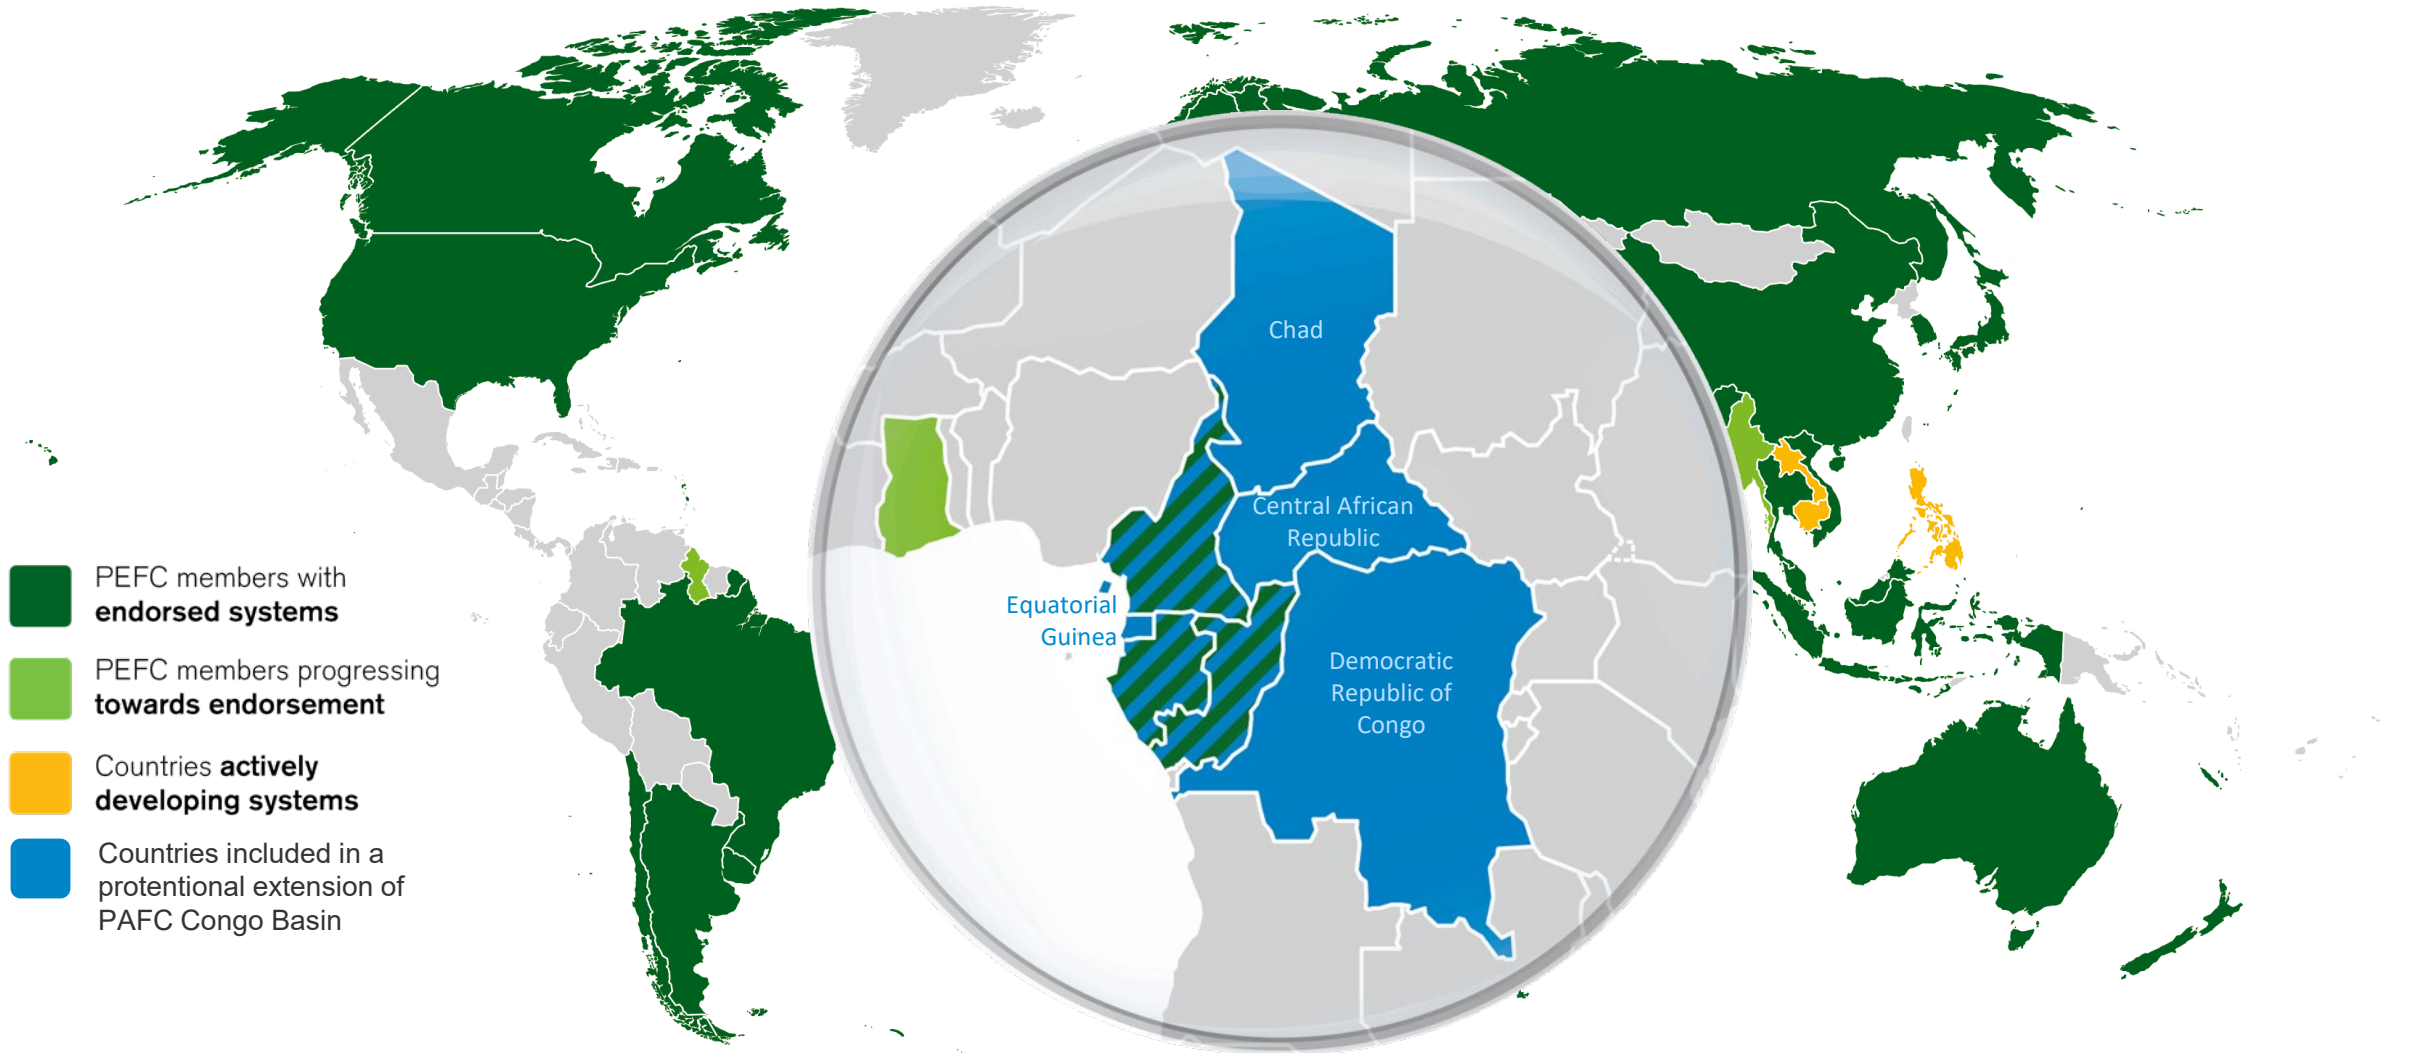 Chad
Central African
Republic
Equatorial
Guinea
Democratic
Republic of
Congo
PEFC members with
endorsed systems
PEFC members progressing
towards endorsement
Countries actively
developing systems
Countries included in a
protentional extension of
PAFC Congo Basin